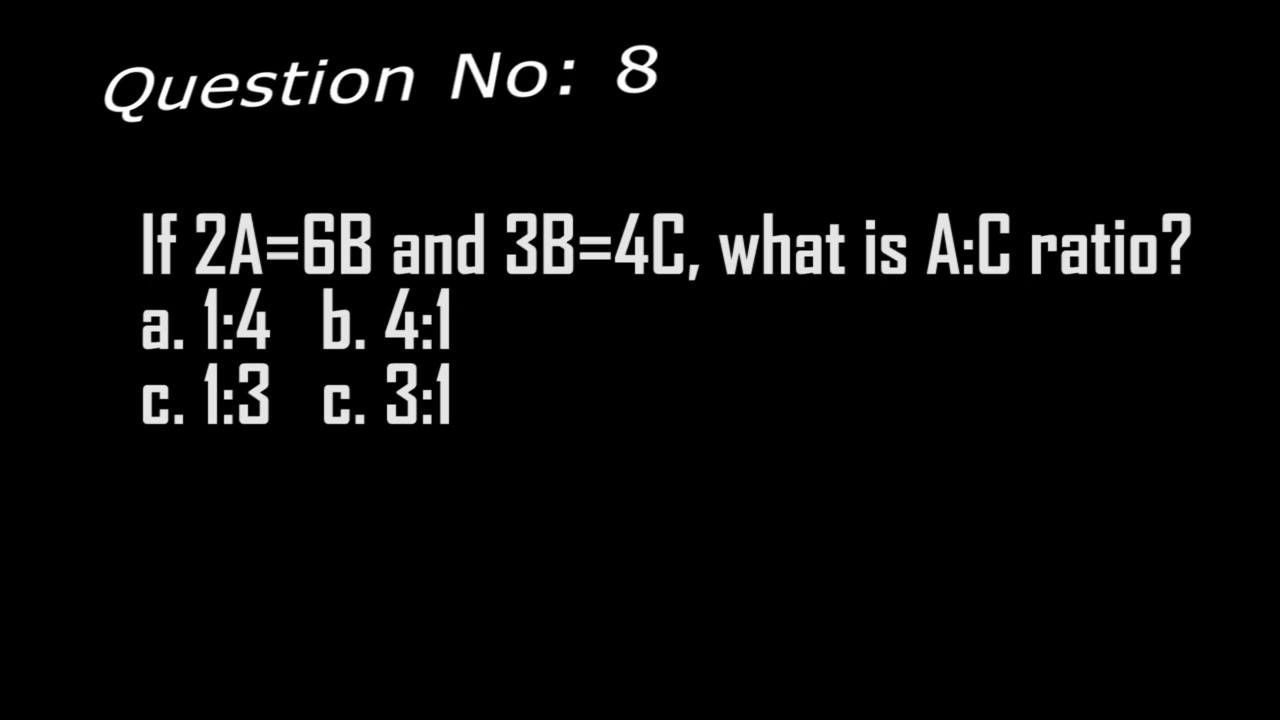 Question No: 8
If 2A=6B and 3B=4C, what is A:C ratio?
a. 1:4 b. 4:1
c. 1:3 c. 3:1